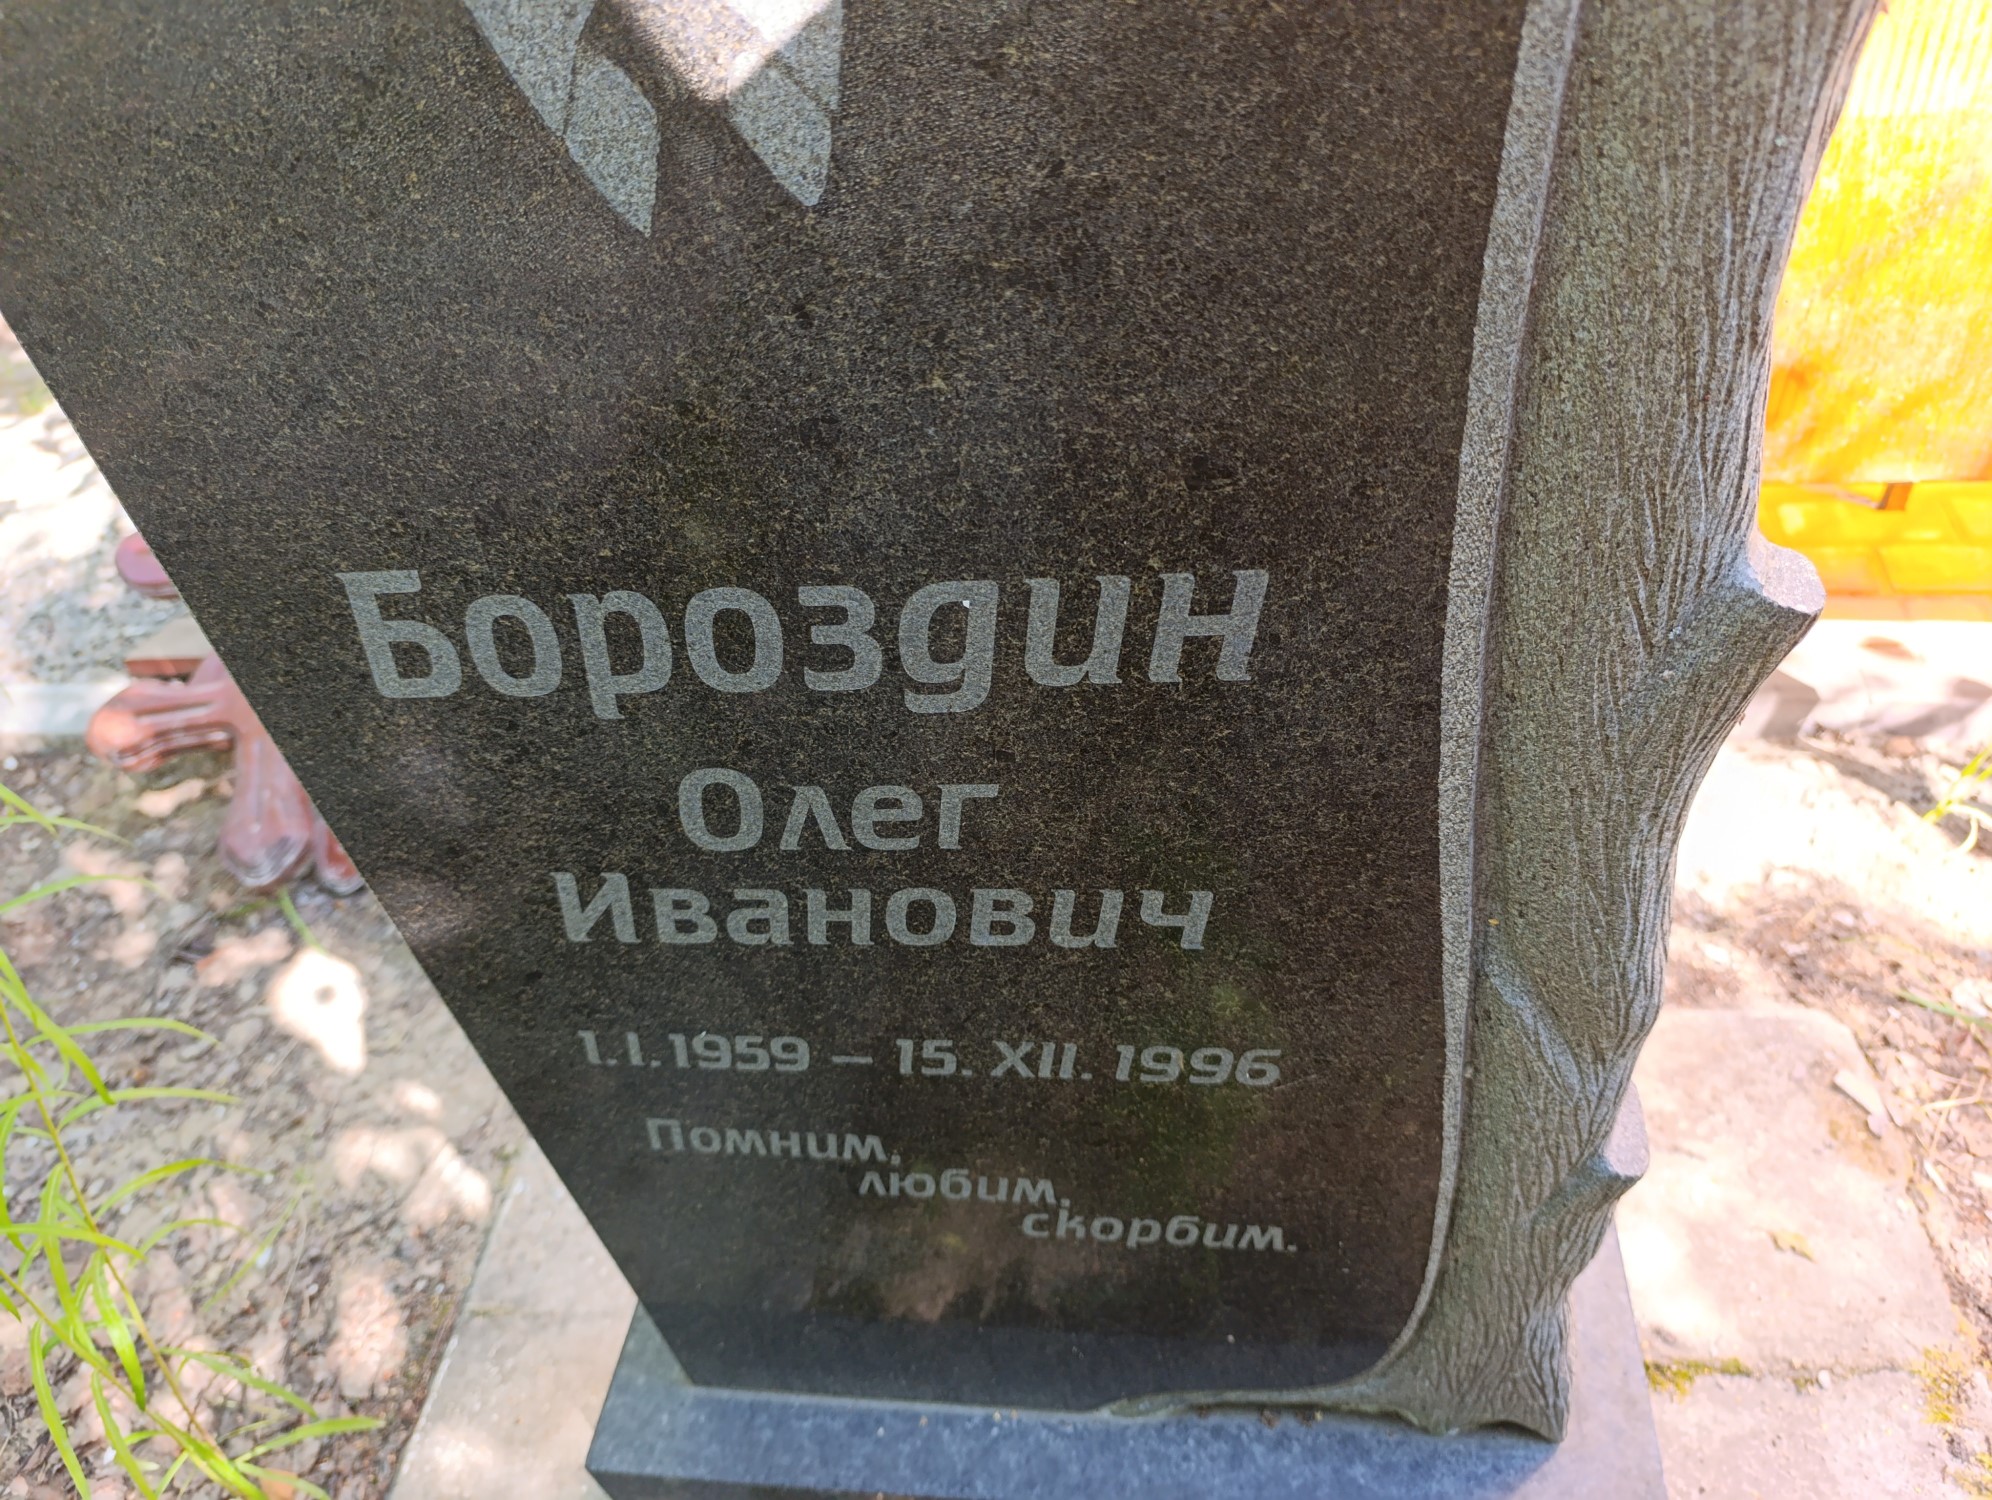 Бороздин
Олег
Иванович
1.I.1959 – 15.XII.1996
Помним,
любим,
скорбим.